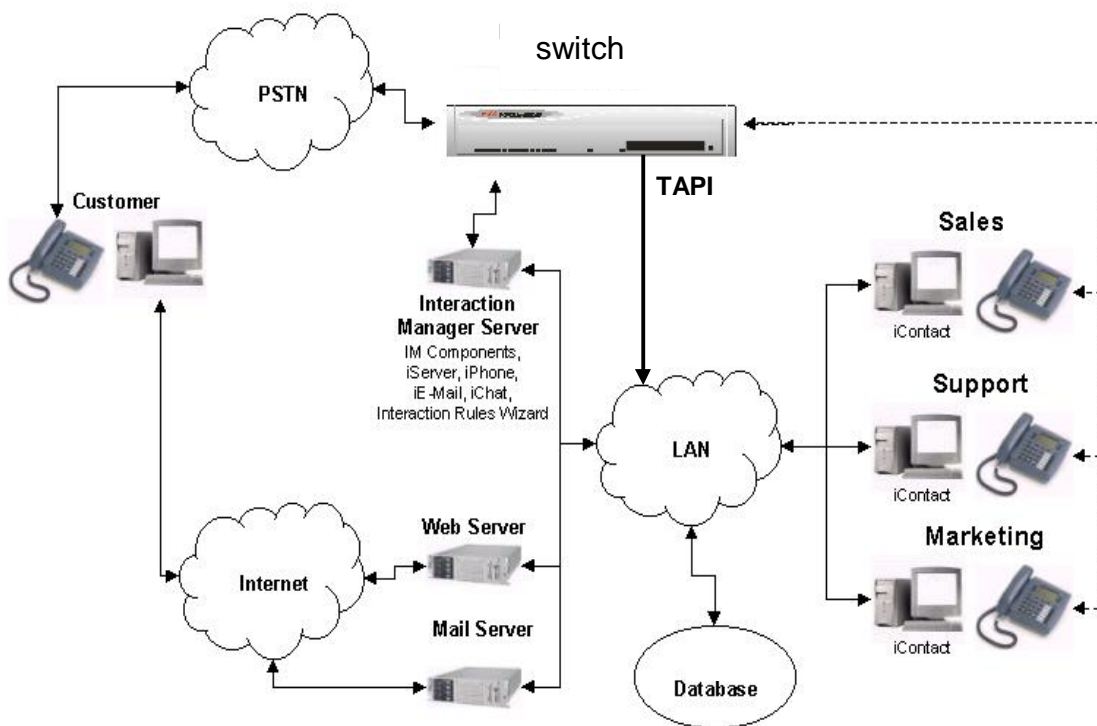 switch
PSTN
TAPI
Customer
Sales
iContact
Interaction
Manager Server
IM Components,
iServer, iPhone,
iE-Mail, iChat,
Interaction Rules Wizard
Support
iContact
LAN
Web Server
Marketing
Internet
iContact
Mail Server
Database